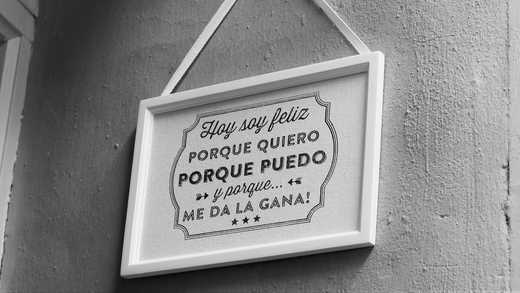 Hoy soy feliz
PORQUE QUIERO
PORQUE PUEDO
y porque...
ME DA LA GANA!